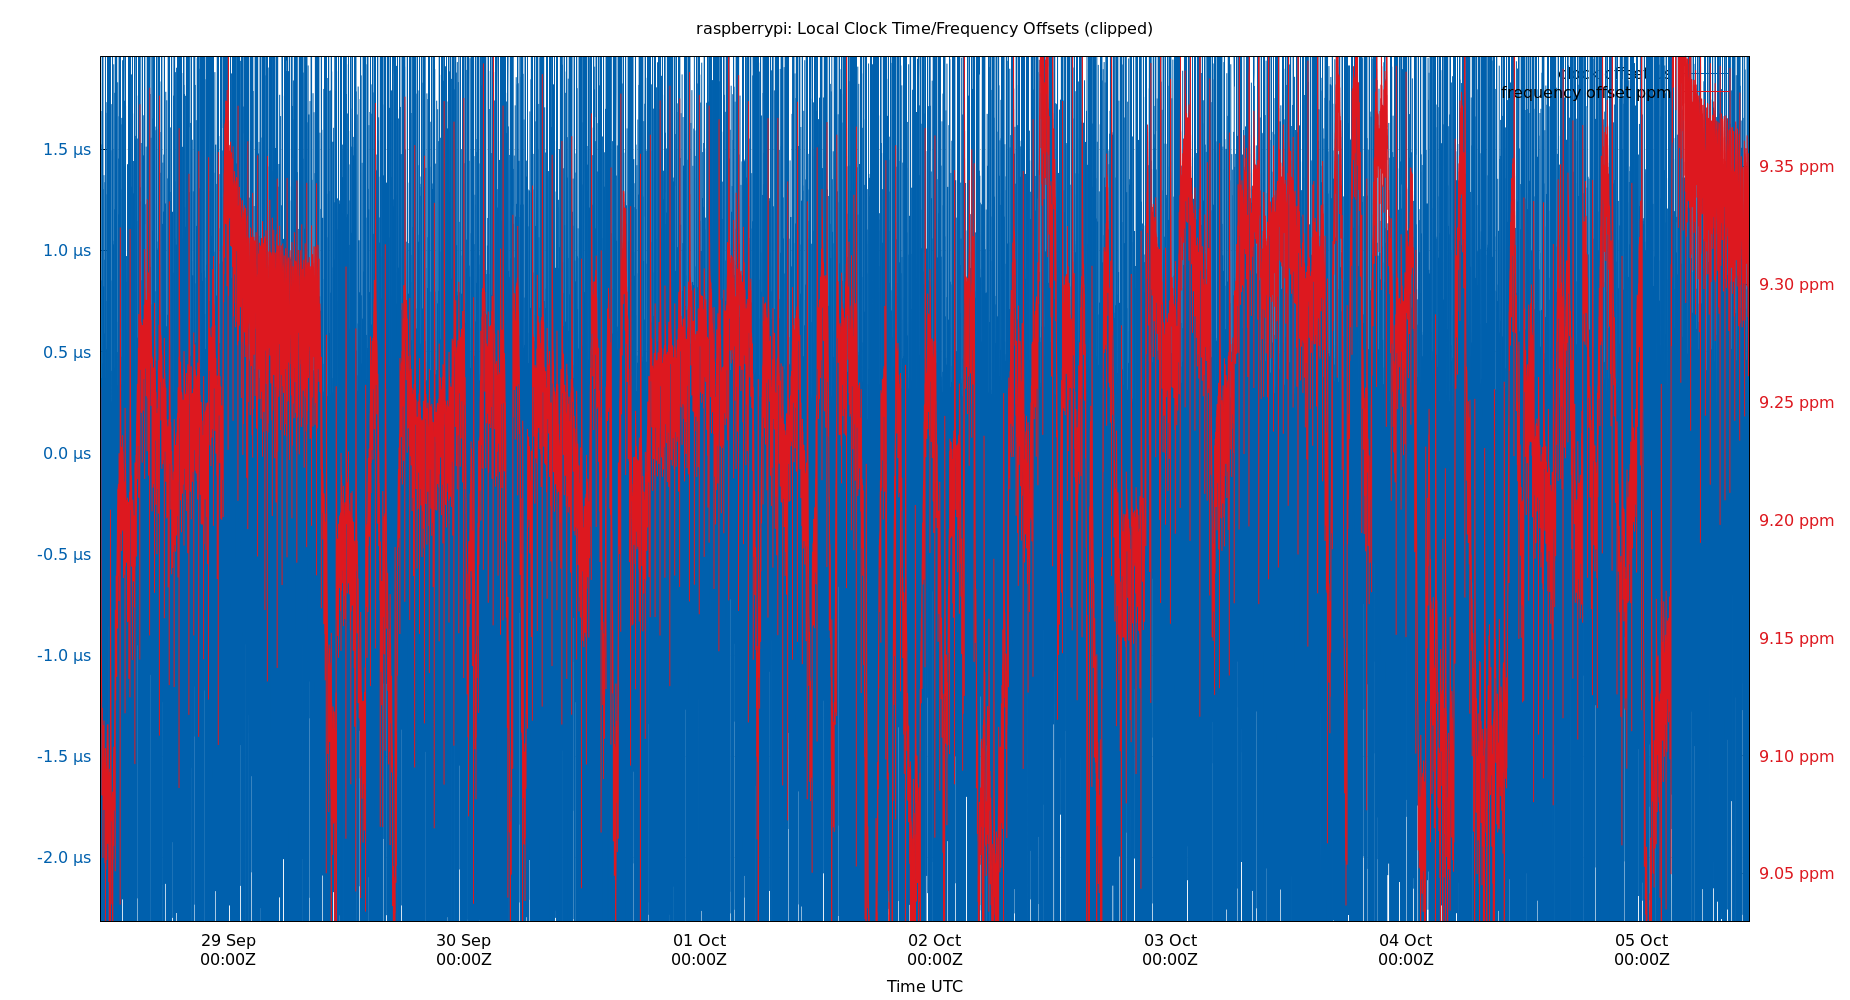 raspberrypi: Local Clock Time/Frequency Offsets (clipped)
clock offset s
frequency offset ppm
1.5 μs
1.0 μs
0.5 μs
0.0 μs
-0.5 μs
-1.0 μs
-1.5 μs
-2.0 μs
9.35 ppm
9.30 ppm
9.25 ppm
9.20 ppm
9.15 ppm
9.10 ppm
9.05 ppm
29 Sep 30 Sep 01 Oct 02 Oct 03 Oct 04 Oct 05 Oct
00:00Z 00:00Z 00:00Z 00:00Z 00:00Z 00:00Z 00:00Z
Time UTC